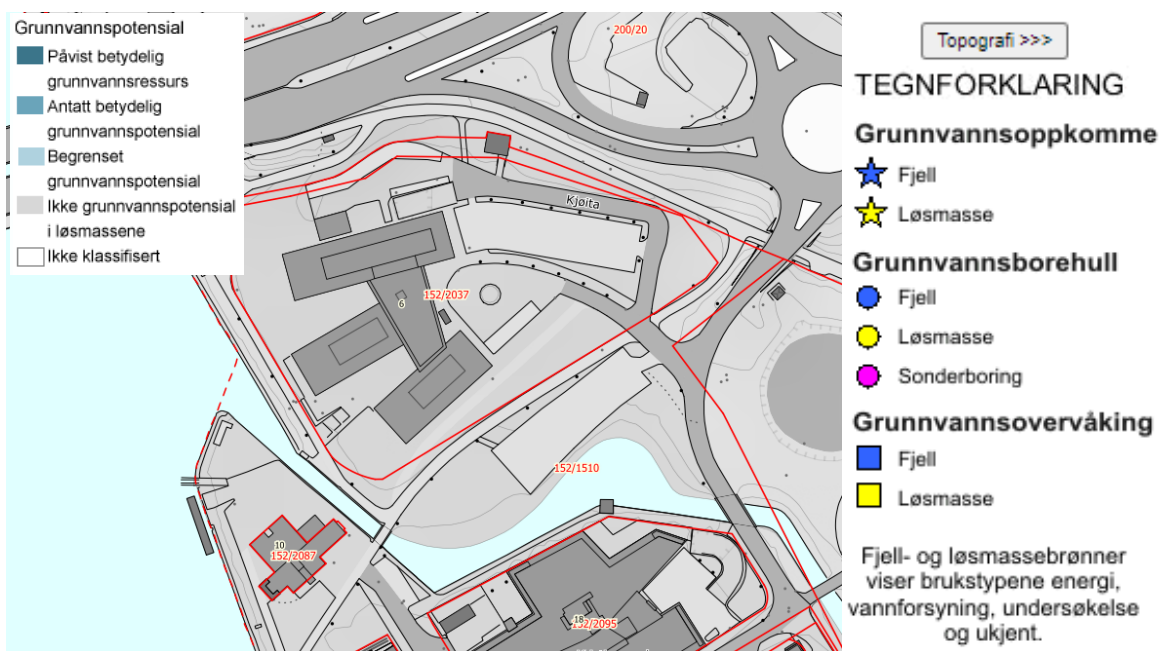 Grunnvannspotensial
Påvist betydelig
grunnvannsressurs
Antatt betydelig
grunnvannspotensial
Begrenset
grunnvannspotensial
Ikke grunnvannspotensial
i løsmassene
Ikke klassifisert
200/20
Kjøita
6
152/2037
152/1510
10
152/2087
18
152/2095
Topografi >>>
TEGNFORKLARING
Grunnvannsoppkomme
Fjell
Løsmasse
Grunnvannsborehull
Fjell
Løsmasse
Sonderboring
Grunnvannsovervåking
Fjell
Løsmasse
Fjell- og løsmassebrønner
viser brukstypene energi,
vannforsyning, undersøkelse
og ukjent.